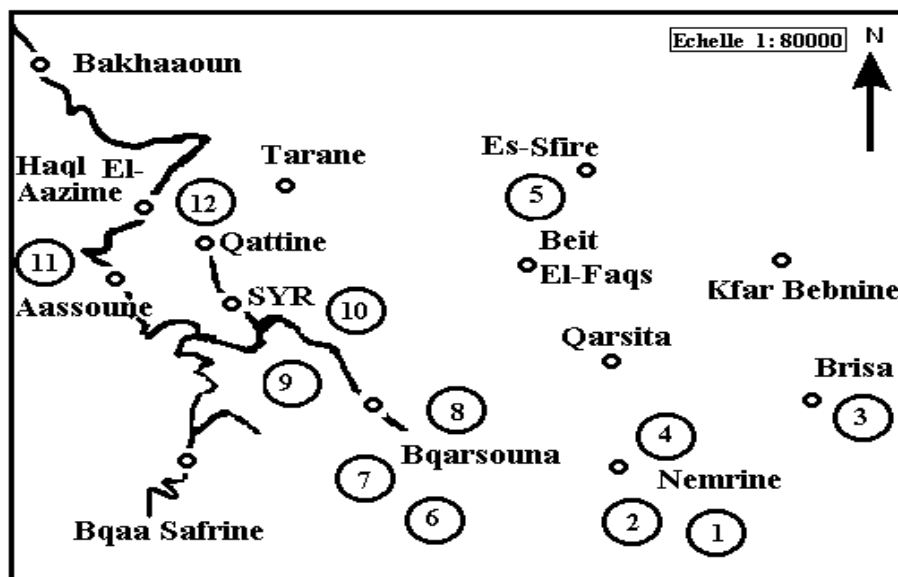 Echelle 1: 80000
N
Bakhaaoun
Tarane
Es-Sfire
Haql El-
Aazime
12
5
Qattine
Beit
El-Faqs
11
Aassoune
SYR
10
Kfar Bebnine
Qarsita
Brisa
9
8
3
4
Bqarsouna
7
Nemrine
6
2
1
Bqaa Safrine